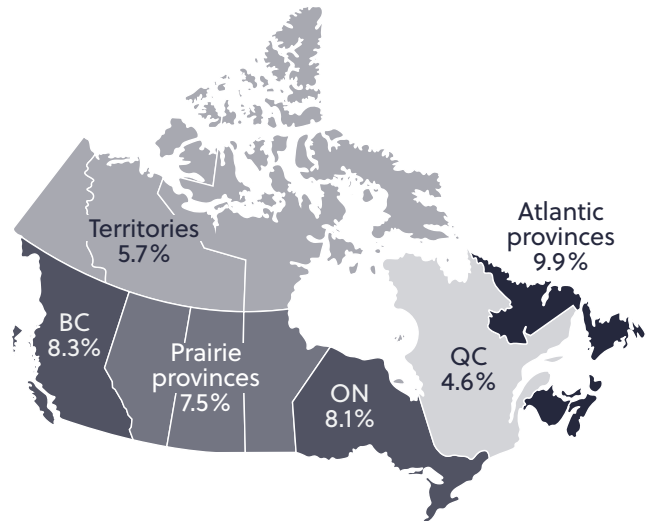 Territories
5.7%
Atlantic
provinces
9.9%
BC
8.3%
Prairie
provinces
7.5%
QC
4.6%
ON
8.1%